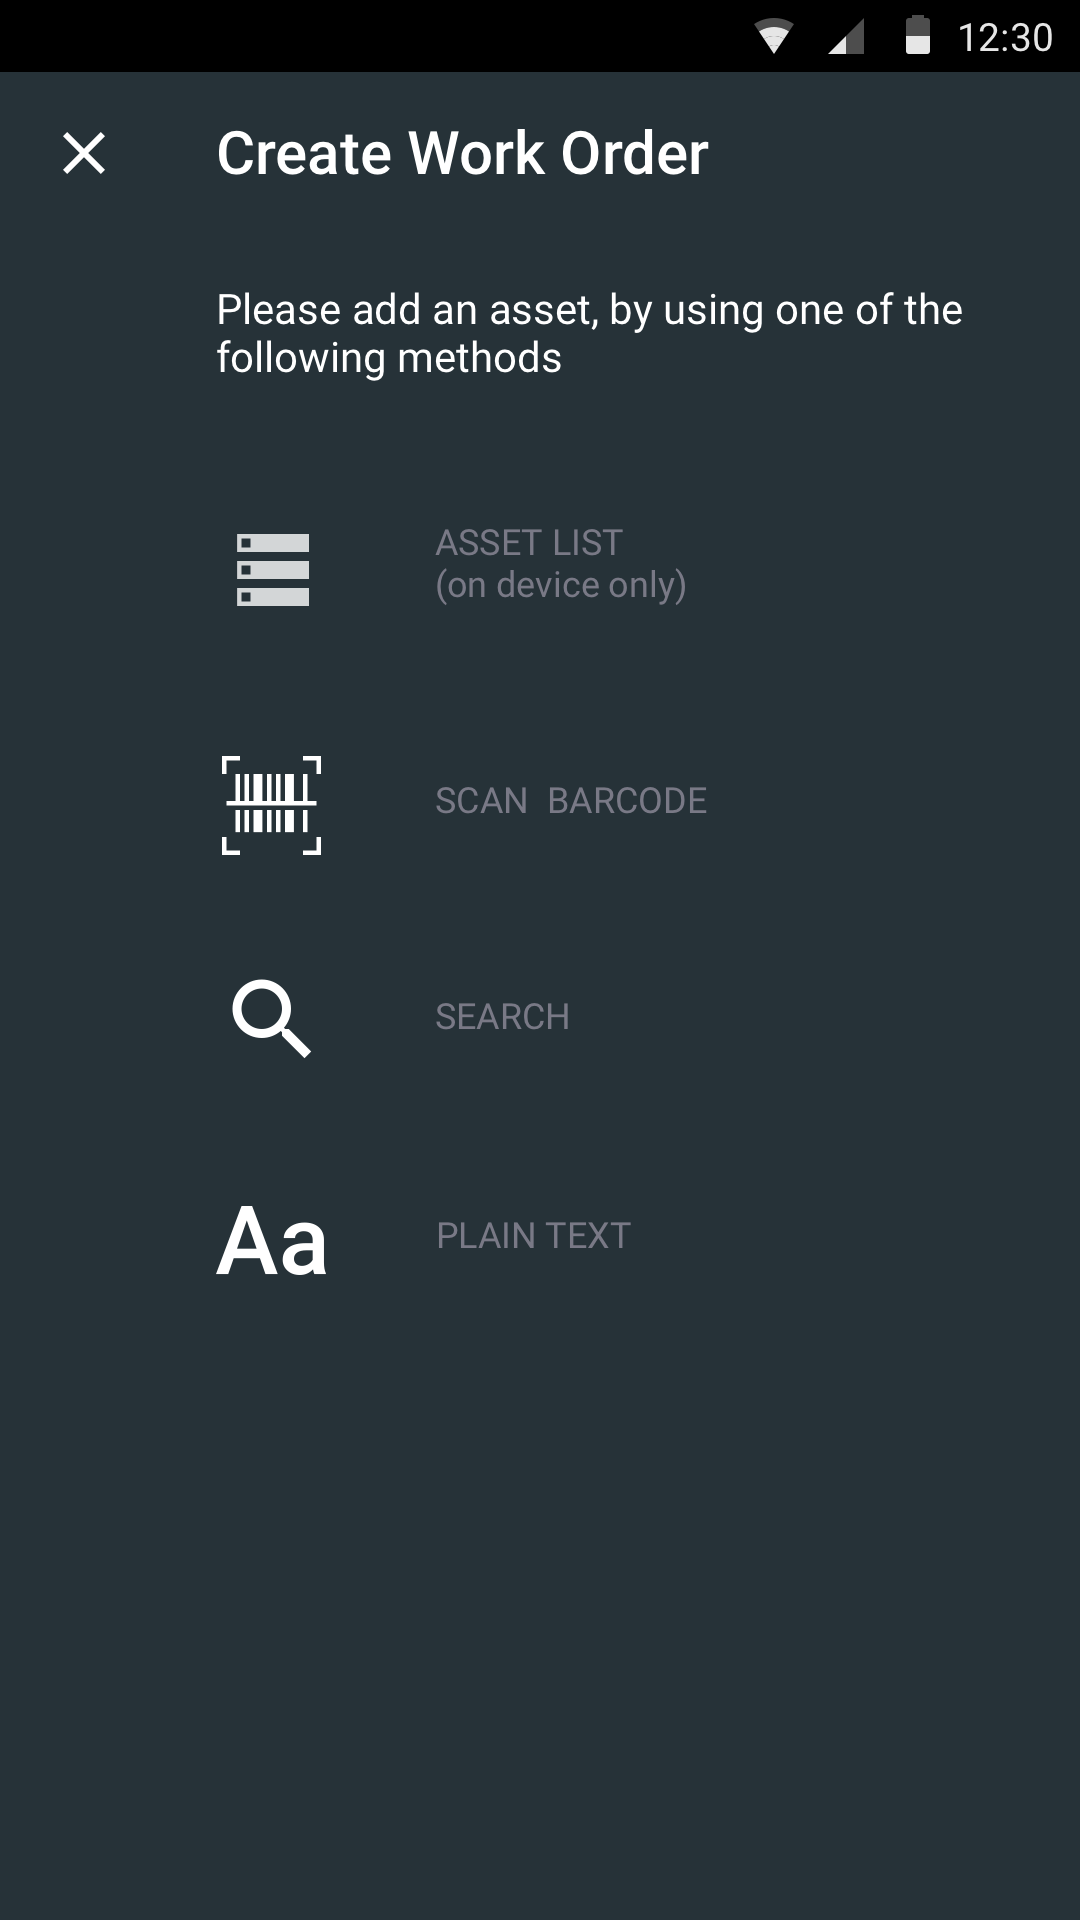 12:30
Create Work Order
Please add an asset, by using one of the
following methods
ASSET LIST
(on device only)
SCAN  BARCODE
SEARCH
Aa
PLAIN TEXT